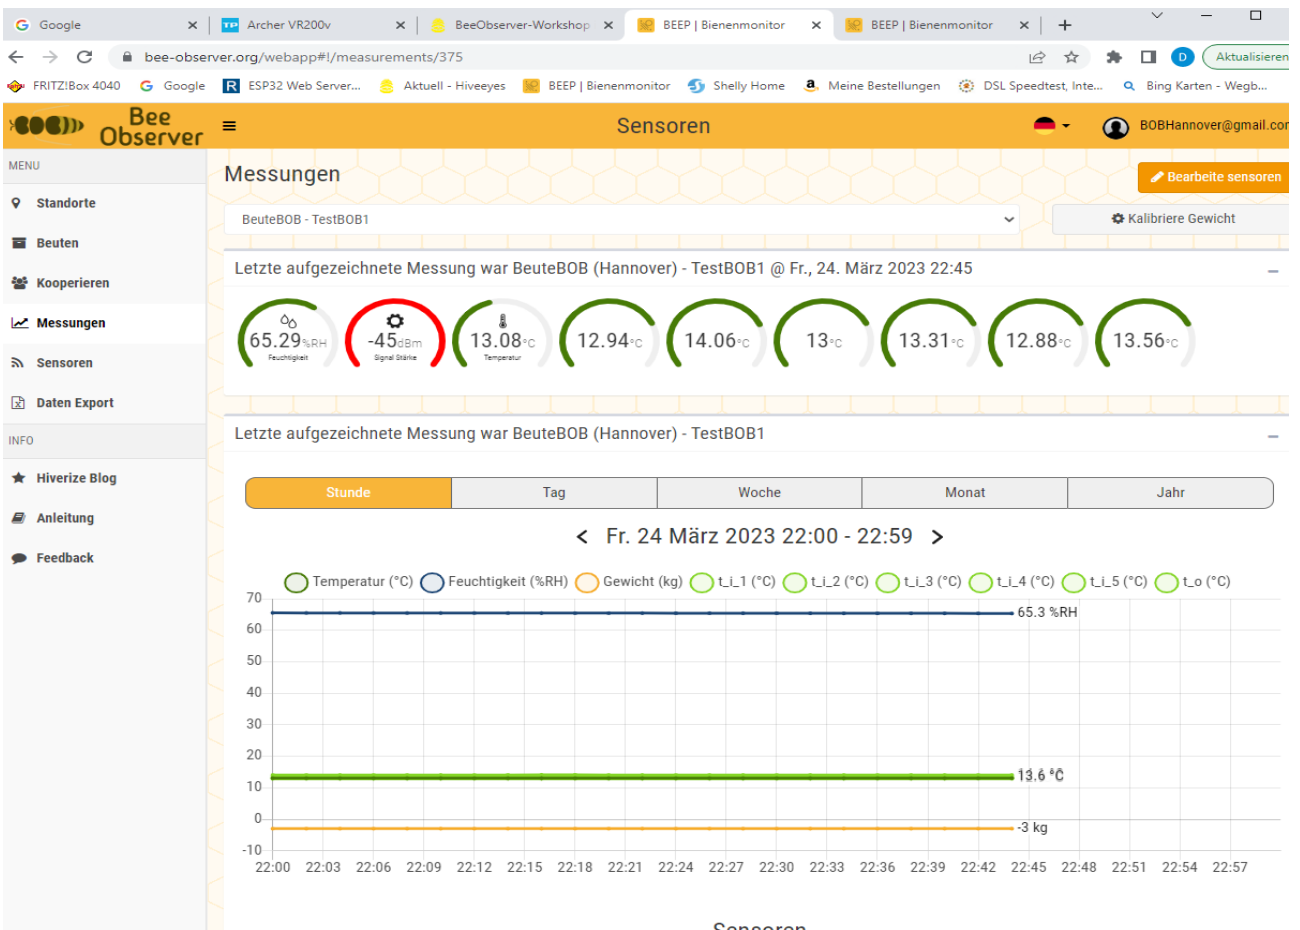 Google
Archer VR200v
BeeObserver-Workshop
BEEP | Bienenmonitor
BEEP | Bienenmonitor
bee-observer.org/webapp#!/measurements/375
Aktualisieren
FRITZ!Box 4040 Google ESP32 Web Server... Aktuell - Hiveeyes BEEP | Bienenmonitor Shelly Home Meine Bestellungen DSL Speedtest, Inte... Bing Karten - Wegb...
Bee
Observer
Sensoren
BOBHannover@gmail.com
MENU
Standorte
Beuten
Kooperieren
Messungen
Sensoren
Daten Export
INFO
Hiverize Blog
Anleitung
Feedback
Messungen
Bearbeite sensoren
BeuteBOB - TestBOB1
Kalibriere Gewicht
Letzte aufgezeichnete Messung war BeuteBOB (Hannover) - TestBOB1 @ Fr., 24. März 2023 22:45
65.29%RH -45dBm 13.08°C 12.94°C 14.06°C 13°C 13.31°C 12.88°C 13.56°C
Feuchtigkeit Signal Stärke Temperatur
Letzte aufgezeichnete Messung war BeuteBOB (Hannover) - TestBOB1
Stunde Tag Woche Monat Jahr
< Fr. 24 März 2023 22:00 - 22:59 >
Temperatur (°C) Feuchtigkeit (%RH) Gewicht (kg) t_i_1 (°C) t_i_2 (°C) t_i_3 (°C) t_i_4 (°C) t_i_5 (°C) t_o (°C)
70
65.3 %RH
60
50
40
30
20
13.6 °C
10
0
-3 kg
-10
22:00 22:03 22:06 22:09 22:12 22:15 22:18 22:21 22:24 22:27 22:30 22:33 22:36 22:39 22:42 22:45 22:48 22:51 22:54 22:57
Sensoren